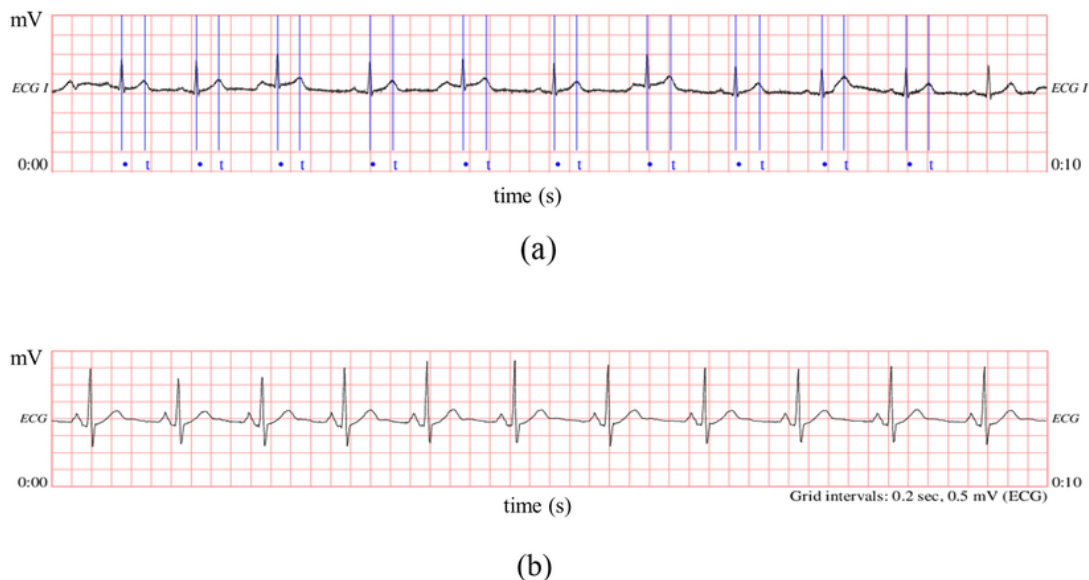 mV
ECG I ECG I
0:00 • t • t • t • t • t • t • t • t • t • t 0:10
time (s)
(a)
mV
ECG ECG
0:00 0:10
Grid intervals: 0.2 sec, 0.5 mV (ECG)
time (s)
(b)